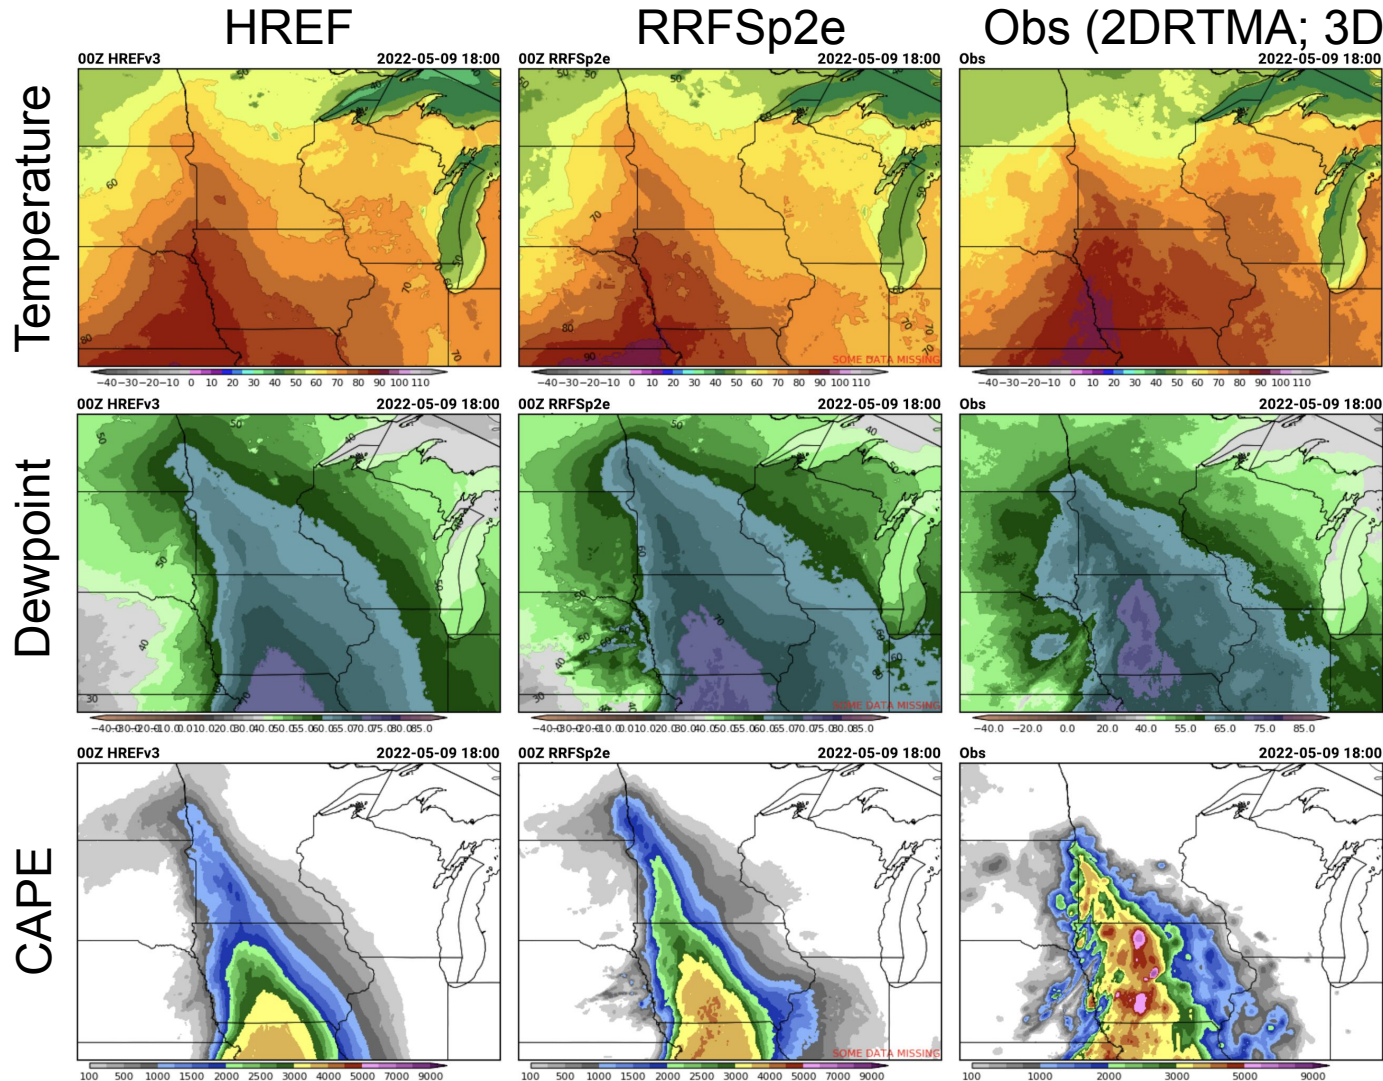 HREF RRFSp2e Obs (2DRTMA; 3D
Temperature
00Z HREFv3 2022-05-09 18:00
00Z RRFSp2e 2022-05-09 18:00
Obs 2022-05-09 18:00
SOME DATA MISSING
−40−30−20−10 0 10 20 30 40 50 60 70 80 90 100 110
−40−30−20−10 0 10 20 30 40 50 60 70 80 90 100 110
−40−30−20−10 0 10 20 30 40 50 60 70 80 90 100 110
Dewpoint
00Z HREFv3 2022-05-09 18:00
00Z RRFSp2e 2022-05-09 18:00
Obs 2022-05-09 18:00
SOME DATA MISSING
−40.0 −20.0 0.0 20.0 40.0 55.0 65.0 75.0 85.0
CAPE
00Z HREFv3 2022-05-09 18:00
00Z RRFSp2e 2022-05-09 18:00
Obs 2022-05-09 18:00
SOME DATA MISSING
100 500 1000 1500 2000 2500 3000 4000 5000 7000 9000
100 500 1000 1500 2000 2500 3000 4000 5000 7000 9000
100 1000 2000 3000 5000